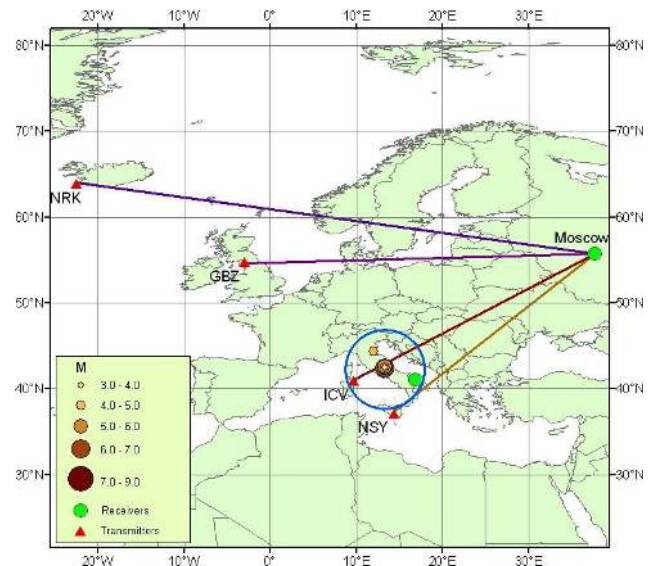 20°W 10°W 0° 10°E 20°E 30°E
80°N 80°N
70°N 70°N
NRK
60°N 60°N
Moscow
GBZ
50°N 50°N
M
3.0 - 4.0
4.0 - 5.0
5.0 - 6.0
6.0 - 7.0
7.0 - 9.0
Receivers
Transmitters
40°N
ICV
NSY
30°N
20°W 10°W 0° 10°E 20°E 30°E